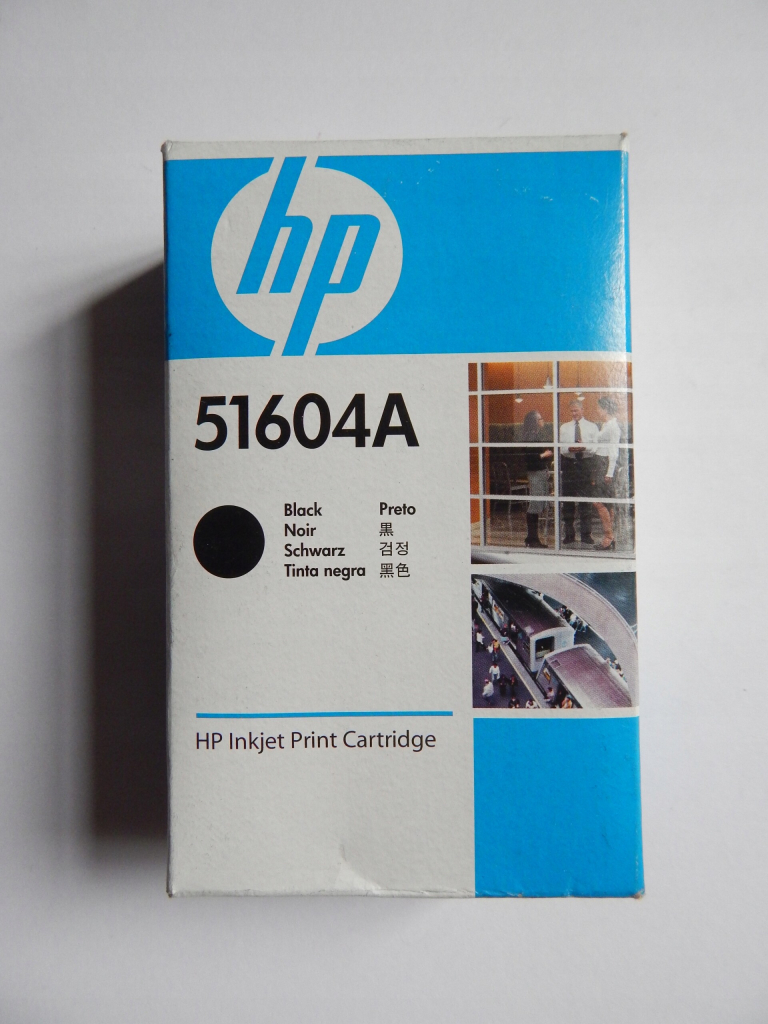 hp
51604A
Black Preto
Noir 黒
Schwarz 검정
Tinta negra 黑色
HP Inkjet Print Cartridge